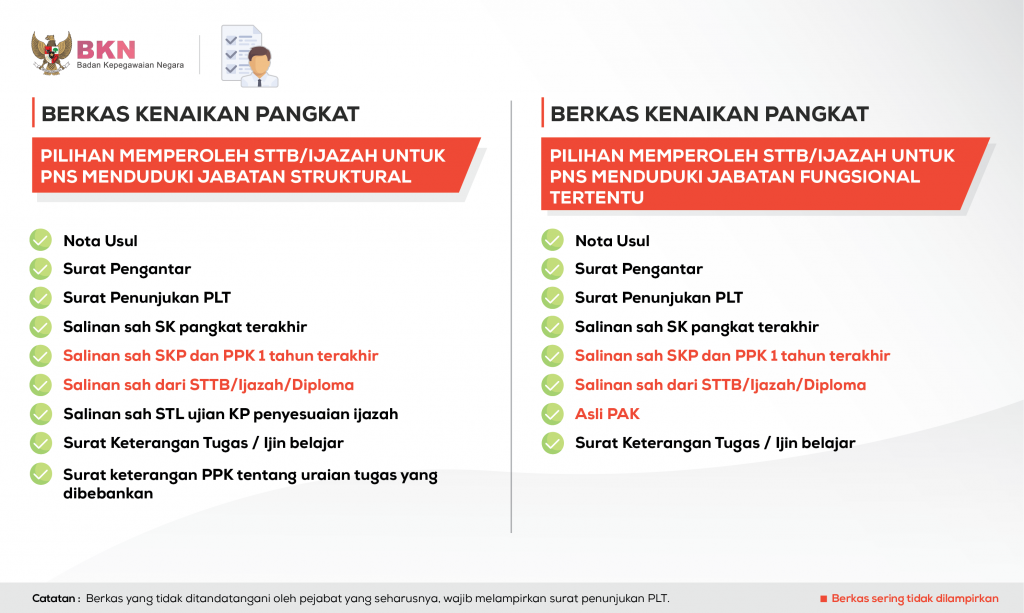 BKN
Badan Kepegawaian Negara
BERKAS KENAIKAN PANGKAT
PILIHAN MEMPEROLEH STTB/IJAZAH UNTUK
PNS MENDUDUKI JABATAN STRUKTURAL
Nota Usul
Surat Pengantar
Surat Penunjukan PLT
Salinan sah SK pangkat terakhir
Salinan sah SKP dan PPK 1 tahun terakhir
Salinan sah dari STTB/Ijazah/Diploma
Salinan sah STL ujian KP penyesuaian ijazah
Surat Keterangan Tugas / Ijin belajar
Surat keterangan PPK tentang uraian tugas yang
dibebankan
BERKAS KENAIKAN PANGKAT
PILIHAN MEMPEROLEH STTB/IJAZAH UNTUK
PNS MENDUDUKI JABATAN FUNGSIONAL
TERTENTU
Nota Usul
Surat Pengantar
Surat Penunjukan PLT
Salinan sah SK pangkat terakhir
Salinan sah SKP dan PPK 1 tahun terakhir
Salinan sah dari STTB/Ijazah/Diploma
Asli PAK
Surat Keterangan Tugas / Ijin belajar
Catatan : Berkas yang tidak ditandatangani oleh pejabat yang seharusnya, wajib melampirkan surat penunjukan PLT.
Berkas sering tidak dilampirkan